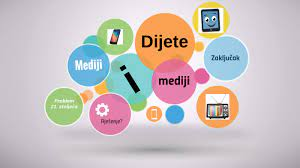 Dijete
Mediji
i
mediji
Zaključak
Problem
21. stoljeća
Rješenje?